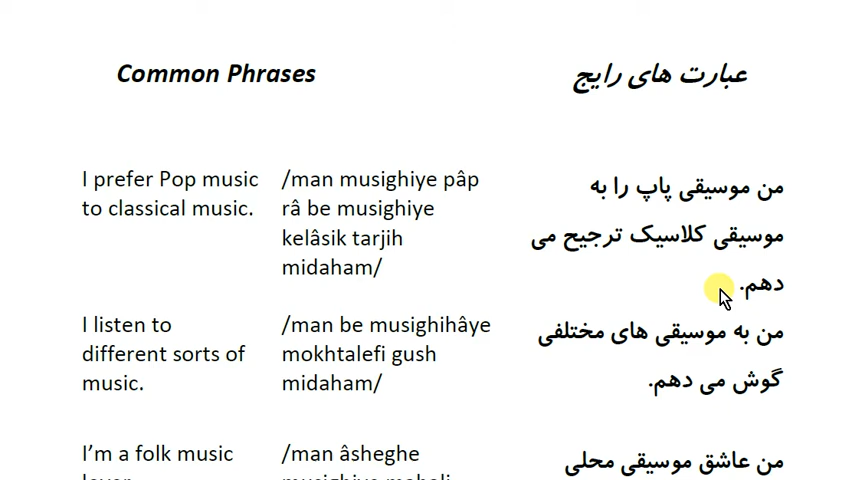 Common Phrases
عبارت های رایج
I prefer Pop music
to classical music.
/man musighiye pâp
râ be musighiye
kelâsik tarjih
midaham/
من موسیقی پاپ را به
موسیقی کلاسیک ترجیح می
دهم.
I listen to
different sorts of
music.
/man be musighihâye
mokhtalefi gush
midaham/
من به موسیقی های مختلفی
گوش می دهم.
I'm a folk music
/man âsheghe
من عاشق موسیقی محلی